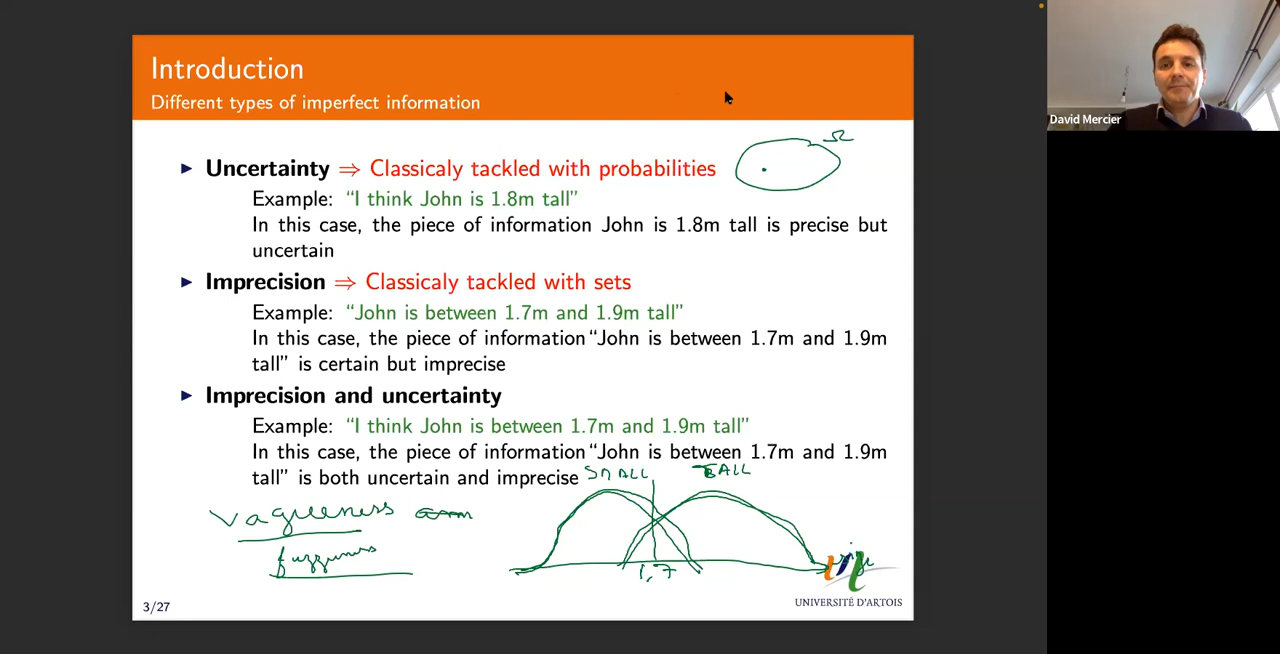 Introduction
Different types of imperfect information
David Mercier
Ω
▶ Uncertainty ⇒ Classicaly tackled with probabilities
Example: “I think John is 1.8m tall”
In this case, the piece of information John is 1.8m tall is precise but
uncertain
▶ Imprecision ⇒ Classicaly tackled with sets
Example: “John is between 1.7m and 1.9m tall”
In this case, the piece of information “John is between 1.7m and 1.9m
tall” is certain but imprecise
▶ Imprecision and uncertainty
Example: “I think John is between 1.7m and 1.9m tall”
In this case, the piece of information “John is between 1.7m and 1.9m
tall” is both uncertain and imprecise
SMALL TALL
Vagueness
fuzziness
1,7
UNIVERSITÉ D'ARTOIS
3/27